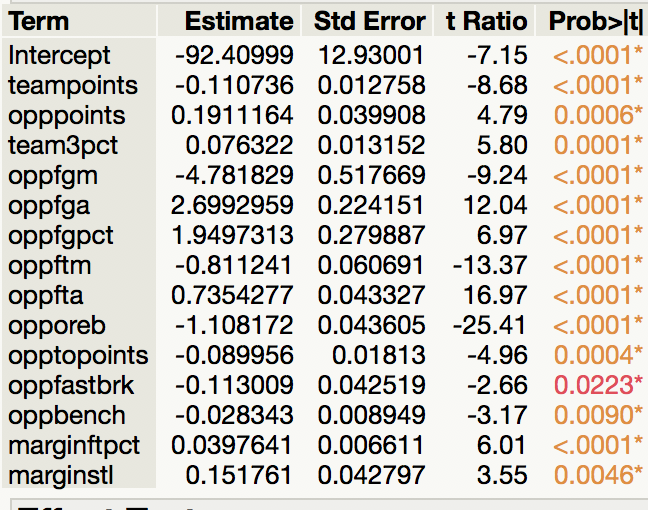 Term Estimate Std Error t Ratio Prob>|t|
Intercept -92.40999 12.93001 -7.15 <.0001*
teampoints -0.110736 0.012758 -8.68 <.0001*
opppoints 0.1911164 0.039908 4.79 0.0006*
team3pct 0.076322 0.013152 5.80 0.0001*
oppfgm -4.781829 0.517669 -9.24 <.0001*
oppfga 2.6992959 0.224151 12.04 <.0001*
oppfgpct 1.9497313 0.279887 6.97 <.0001*
oppftm -0.811241 0.060691 -13.37 <.0001*
oppfta 0.7354277 0.043327 16.97 <.0001*
opporeb -1.108172 0.043605 -25.41 <.0001*
opptopoints -0.089956 0.01813 -4.96 0.0004*
oppfastbrk -0.113009 0.042519 -2.66 0.0223*
oppbench -0.028343 0.008949 -3.17 0.0090*
marginftpct 0.0397641 0.006611 6.01 <.0001*
marginstl 0.151761 0.042797 3.55 0.0046*